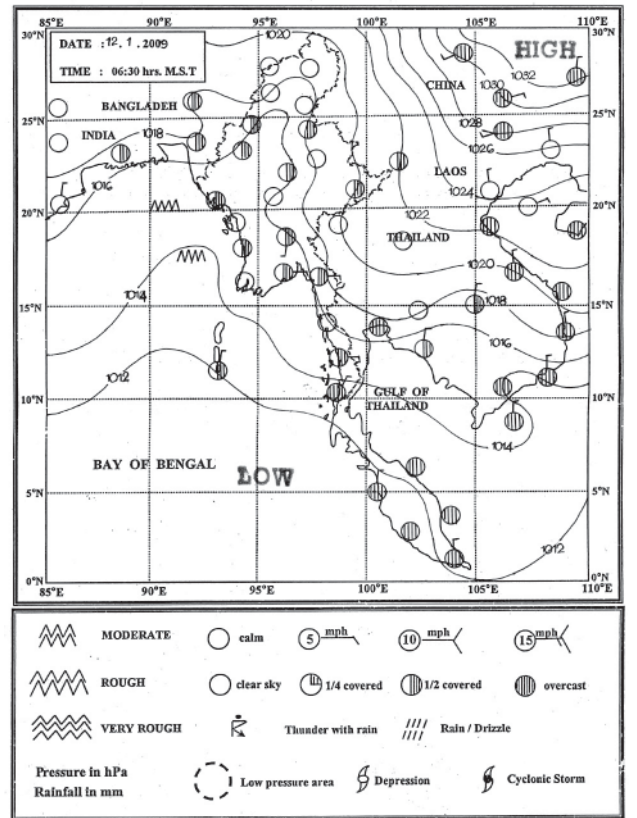 85°E 90°E 95°E 100°E 105°E 110°E
30°N 30°N
DATE : 12. 1. 2009
TIME : 06:30 hrs. M.S.T
1020
HIGH
1032
CHINA
1030
BANGLADEH
25°N 25°N
1028
INDIA 1018
1026
LAOS
1016
1024
20°N 20°N
1022
THAILAND
1020
1014
1018
15°N 15°N
1016
1012
GULF OF
THAILAND
10°N 10°N
1014
BAY OF BENGAL
LOW
5°N 5°N
1012
0°N 0°N
85°E 90°E 95°E 100°E 105°E 110°E
MODERATE calm 5 mph 10 mph 15 mph
ROUGH clear sky 1/4 covered 1/2 covered overcast
VERY ROUGH Thunder with rain Rain / Drizzle
Pressure in hPa
Rainfall in mm
Low pressure area Depression Cyclonic Storm